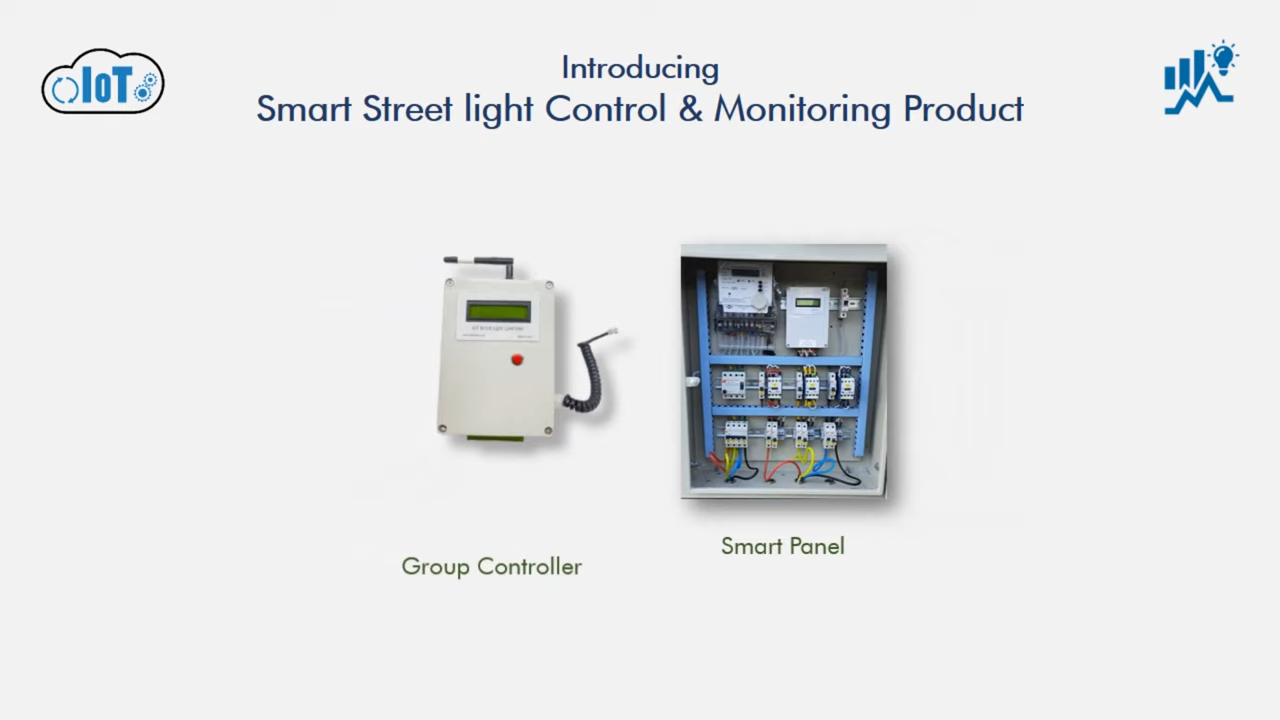 IoT
Introducing
Smart Street light Control & Monitoring Product
Group Controller
Smart Panel